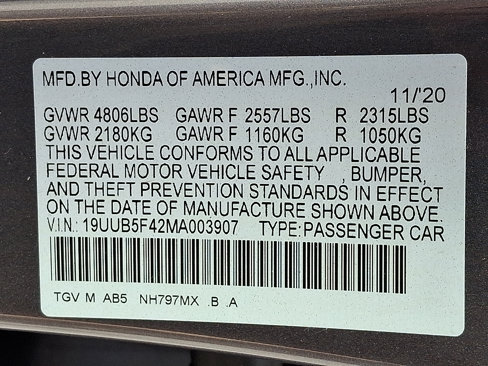 MFD.BY HONDA OF AMERICA MFG.,INC.
11/'20
GVWR 4806LBS GAWR F 2557LBS R 2315LBS
GVWR 2180KG GAWR F 1160KG R 1050KG
THIS VEHICLE CONFORMS TO ALL APPLICABLE
FEDERAL MOTOR VEHICLE SAFETY , BUMPER,
AND THEFT PREVENTION STANDARDS IN EFFECT
ON THE DATE OF MANUFACTURE SHOWN ABOVE.
V.I.N.: 19UUB5F42MA003907 TYPE:PASSENGER CAR
TGV M AB5 NH797MX .B .A